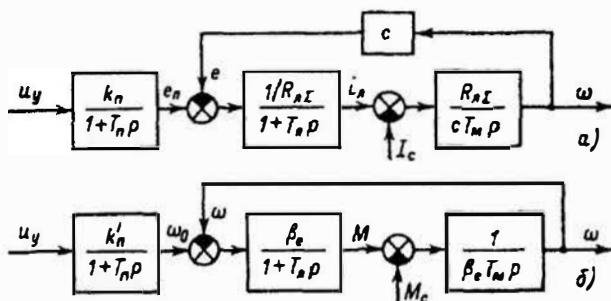 c
u_y
k_п
1+T_п p
e_п
e
1/R_яΣ
1+T_я p
i_я
I_c
R_яΣ
c T_м p
ω
а)
u_y
k'_п
1+T_п p
ω_0
ω
β_e
1+T_я p
M
M_c
1
β_e T_м p
ω
б)